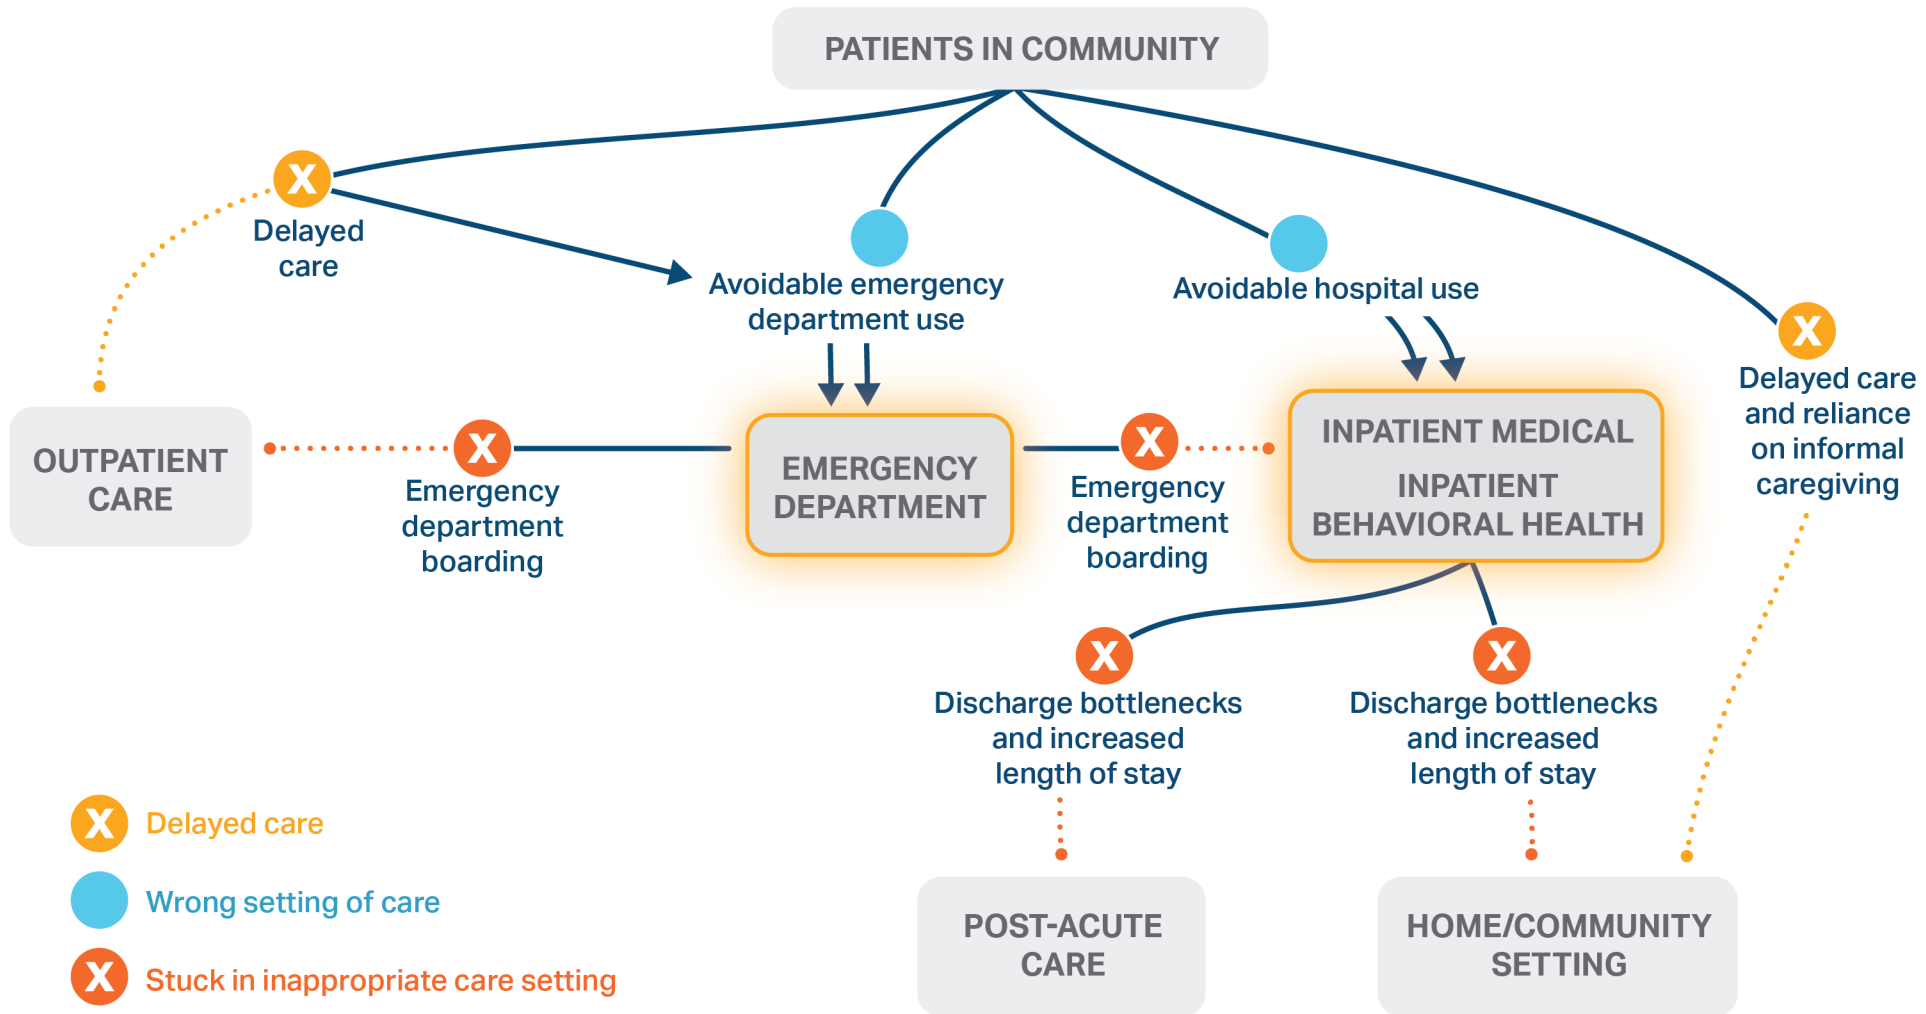 PATIENTS IN COMMUNITY
X
Delayed
care
Avoidable emergency
department use
Avoidable hospital use
X
Delayed care
and reliance
on informal
caregiving
OUTPATIENT
CARE
X
Emergency
department
boarding
EMERGENCY
DEPARTMENT
X
Emergency
department
boarding
INPATIENT MEDICAL
INPATIENT
BEHAVIORAL HEALTH
X
Discharge bottlenecks
and increased
length of stay
X
Discharge bottlenecks
and increased
length of stay
POST-ACUTE
CARE
HOME/COMMUNITY
SETTING
X Delayed care
Wrong setting of care
X Stuck in inappropriate care setting